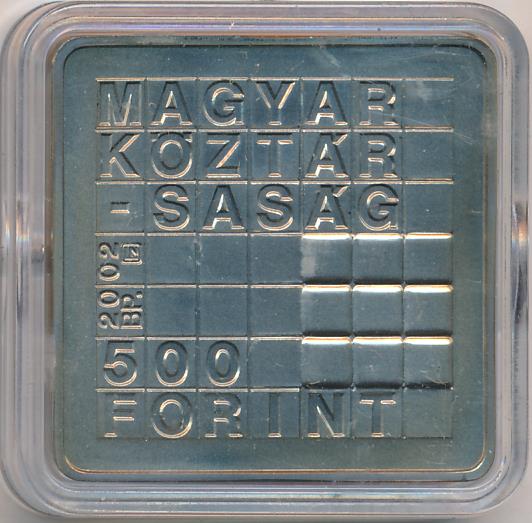 MAGYAR
KÖZTÁR
-SASÁG
2002
BP.
500
FORINT